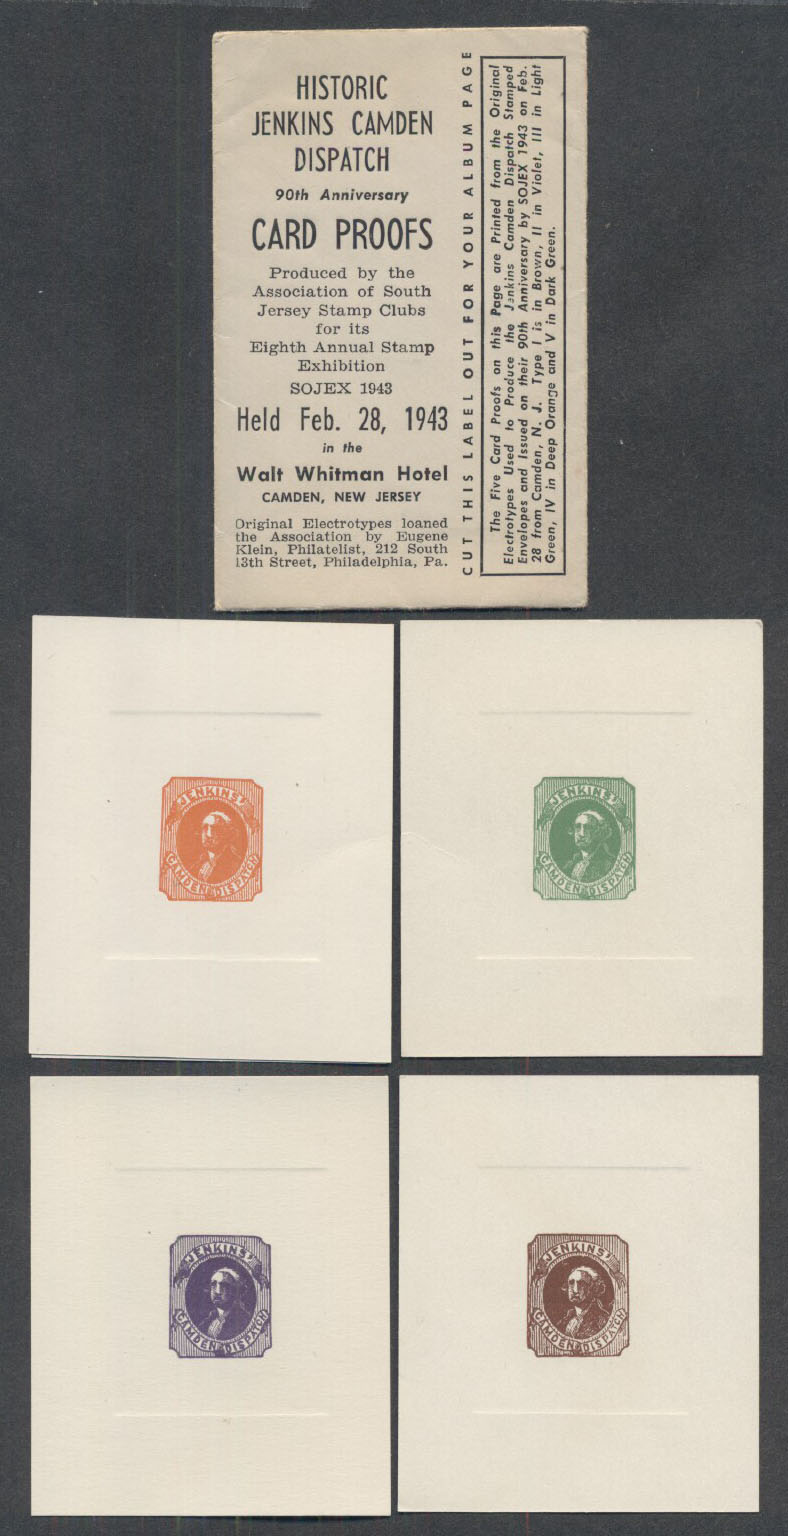 HISTORIC
JENKINS CAMDEN
DISPATCH
90th Anniversary
CARD PROOFS
Produced by the
Association of South
Jersey Stamp Clubs
for its
Eighth Annual Stamp
Exhibition
SOJEX 1943
Held Feb. 28, 1943
in the
Walt Whitman Hotel
CAMDEN, NEW JERSEY
Original Electrotypes loaned
the Association by Eugene
Klein, Philatelist, 212 South
13th Street, Philadelphia, Pa.
CUT THIS LABEL OUT FOR YOUR ALBUM PAGE
The Five Card Proofs on this Page are Printed from the Original
Electrotypes Used to Produce the Jenkins Camden Dispatch Stamped
Envelopes and Issued on their 90th Anniversary by SOJEX 1943 on Feb.
28 from Camden, N. J. Type I is in Brown, II in Violet, III in Light
Green, IV in Deep Orange and V in Dark Green.
JENKINS'
CAMDEN DISPATCH
JENKINS'
CAMDEN DISPATCH
JENKINS'
CAMDEN DISPATCH
JENKINS'
CAMDEN DISPATCH